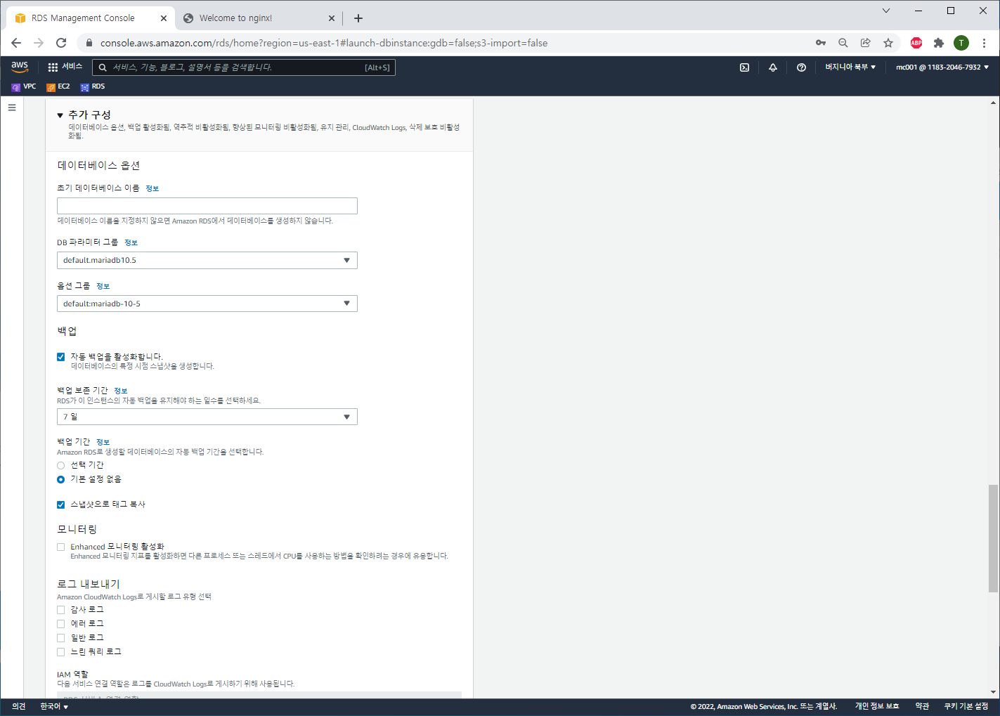 RDS Management Console
Welcome to nginx!
console.aws.amazon.com/rds/home?region=us-east-1#launch-dbinstance:gdb=false;s3-import=false
ABP
T
aws
서비스
서비스, 기능, 블로그, 설명서 등을 검색합니다.
[Alt+S]
버지니아 북부
mc001 @ 1183-2046-7932
VPC
EC2
RDS
추가 구성
데이터베이스 옵션, 백업 활성화됨, 역추적 비활성화됨, 향상된 모니터링 비활성화됨, 유지 관리, CloudWatch Logs, 삭제 보호 비활성
화됨.
데이터베이스 옵션
초기 데이터베이스 이름 정보
데이터베이스 이름을 지정하지 않으면 Amazon RDS에서 데이터베이스를 생성하지 않습니다.
DB 파라미터 그룹 정보
default.mariadb10.5
옵션 그룹 정보
default:mariadb-10-5
백업
자동 백업을 활성화합니다.
데이터베이스의 특정 시점 스냅샷을 생성합니다.
백업 보존 기간 정보
RDS가 이 인스턴스의 자동 백업을 유지해야 하는 일수를 선택하세요.
7 일
백업 기간 정보
Amazon RDS로 생성할 데이터베이스의 자동 백업 기간을 선택합니다.
선택 기간
기본 설정 없음
스냅샷으로 태그 복사
모니터링
Enhanced 모니터링 활성화
Enhanced 모니터링 지표를 활성화하면 다른 프로세스 또는 스레드에서 CPU를 사용하는 방법을 확인하려는 경우에 유용합니다.
로그 내보내기
Amazon CloudWatch Logs로 게시할 로그 유형 선택
감사 로그
에러 로그
일반 로그
느린 쿼리 로그
IAM 역할
다음 서비스 연결 역할은 로그를 CloudWatch Logs로 게시하기 위해 사용됩니다.
RDS 서비스 연결 역할
의견
한국어
© 2022, Amazon Web Services, Inc. 또는 계열사.
개인 정보 보호
약관
쿠키 기본 설정